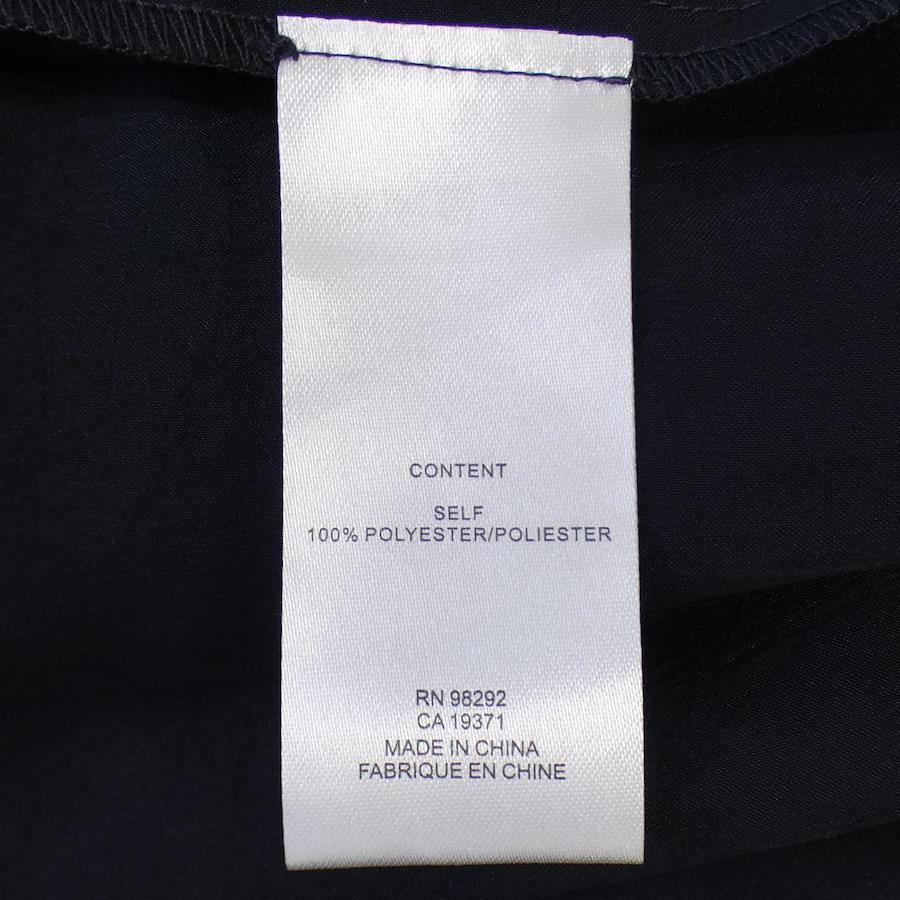 CONTENT
SELF
100% POLYESTER/POLIESTER
RN 98292
CA 19371
MADE IN CHINA
FABRIQUE EN CHINE